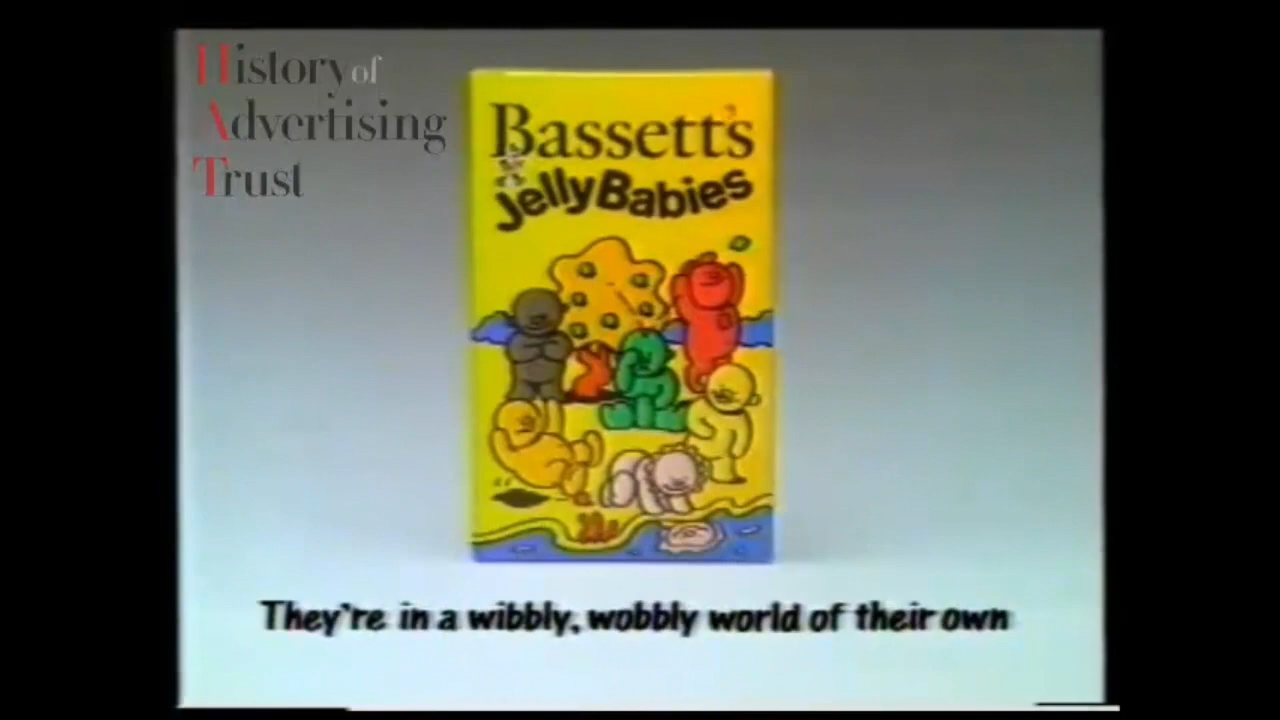 History of
Advertising
Trust
Bassett's
Jelly Babies
They're in a wibbly, wobbly world of their own